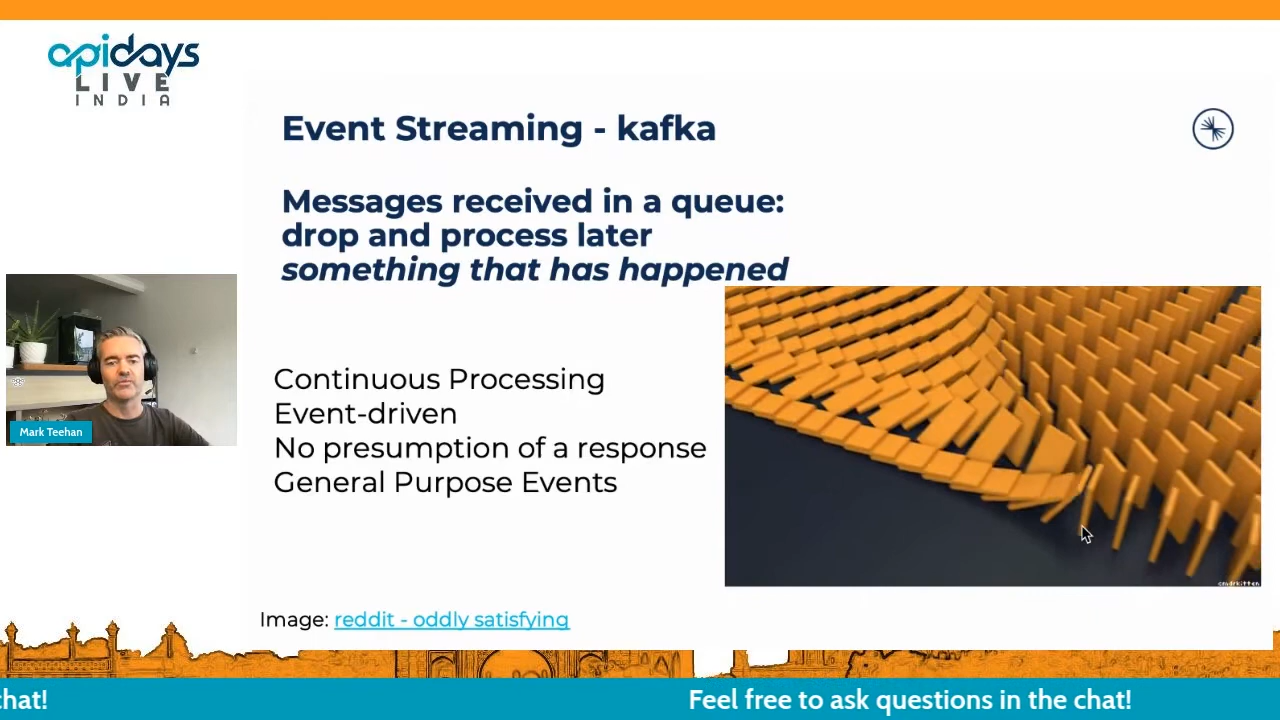 apidays
LIVE
INDIA
Event Streaming - kafka
Messages received in a queue:
drop and process later
something that has happened
Mark Teehan
Continuous Processing
Event-driven
No presumption of a response
General Purpose Events
Image: reddit - oddly satisfying
chat!
Feel free to ask questions in the chat!